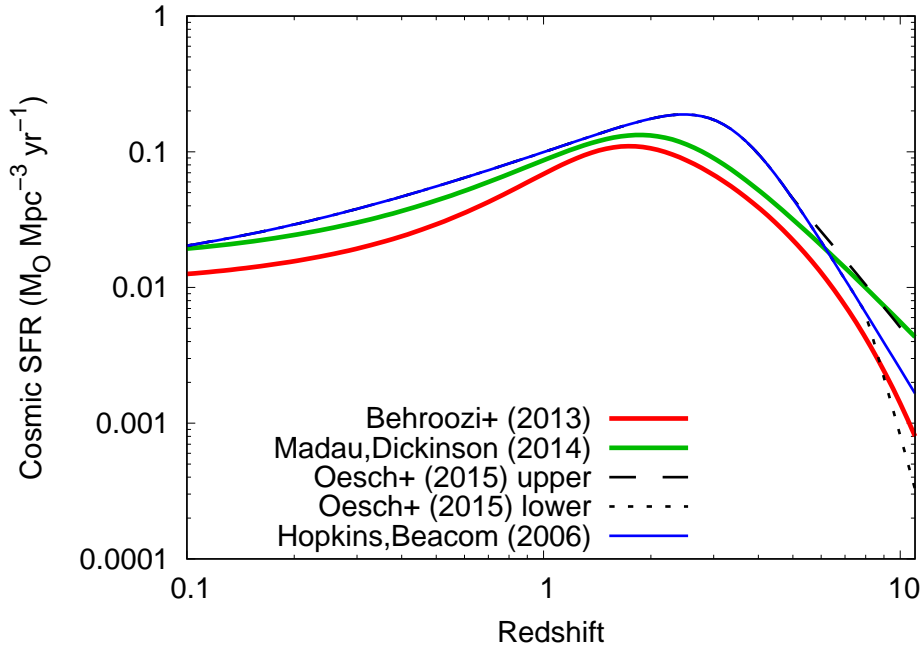 1
0.1
0.01
0.001
0.0001
Cosmic SFR (M_O Mpc⁻³ yr⁻¹)
Behroozi+ (2013)
Madau,Dickinson (2014)
Oesch+ (2015) upper
Oesch+ (2015) lower
Hopkins,Beacom (2006)
0.1 1 10
Redshift